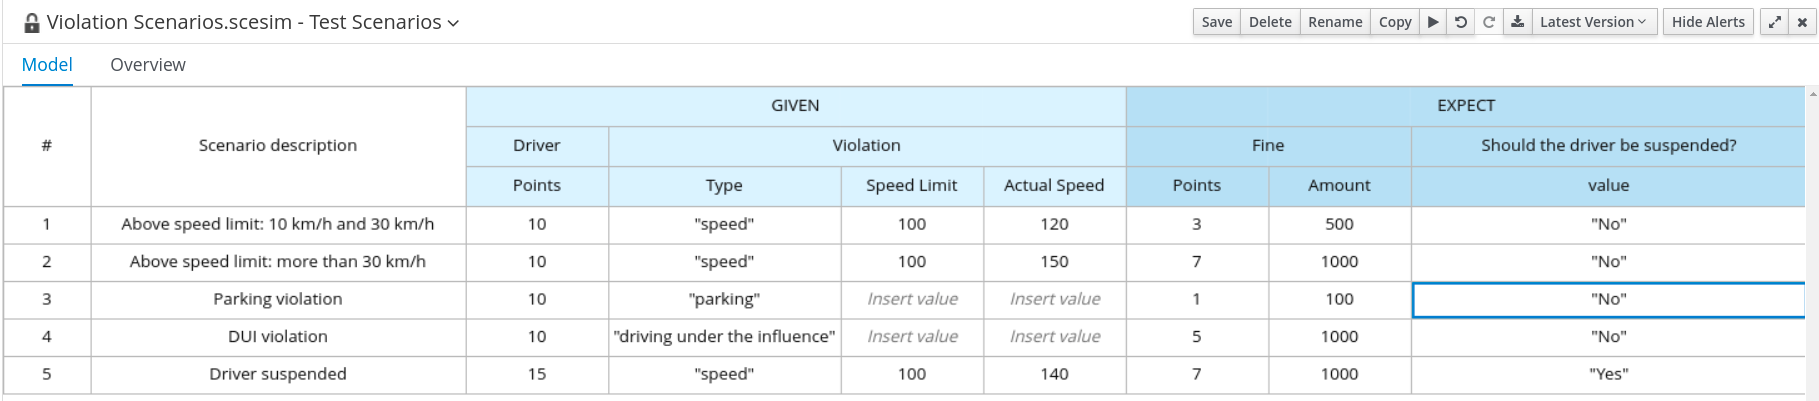 Violation Scenarios.scesim - Test Scenarios
Save Delete Rename Copy Latest Version Hide Alerts
Model Overview
GIVEN EXPECT
# Scenario description Driver Violation Fine Should the driver be suspended?
Points Type Speed Limit Actual Speed Points Amount value
1 Above speed limit: 10 km/h and 30 km/h 10 "speed" 100 120 3 500 "No"
2 Above speed limit: more than 30 km/h 10 "speed" 100 150 7 1000 "No"
3 Parking violation 10 "parking" Insert value Insert value 1 100 "No"
4 DUI violation 10 "driving under the influence" Insert value Insert value 5 1000 "No"
5 Driver suspended 15 "speed" 100 140 7 1000 "Yes"